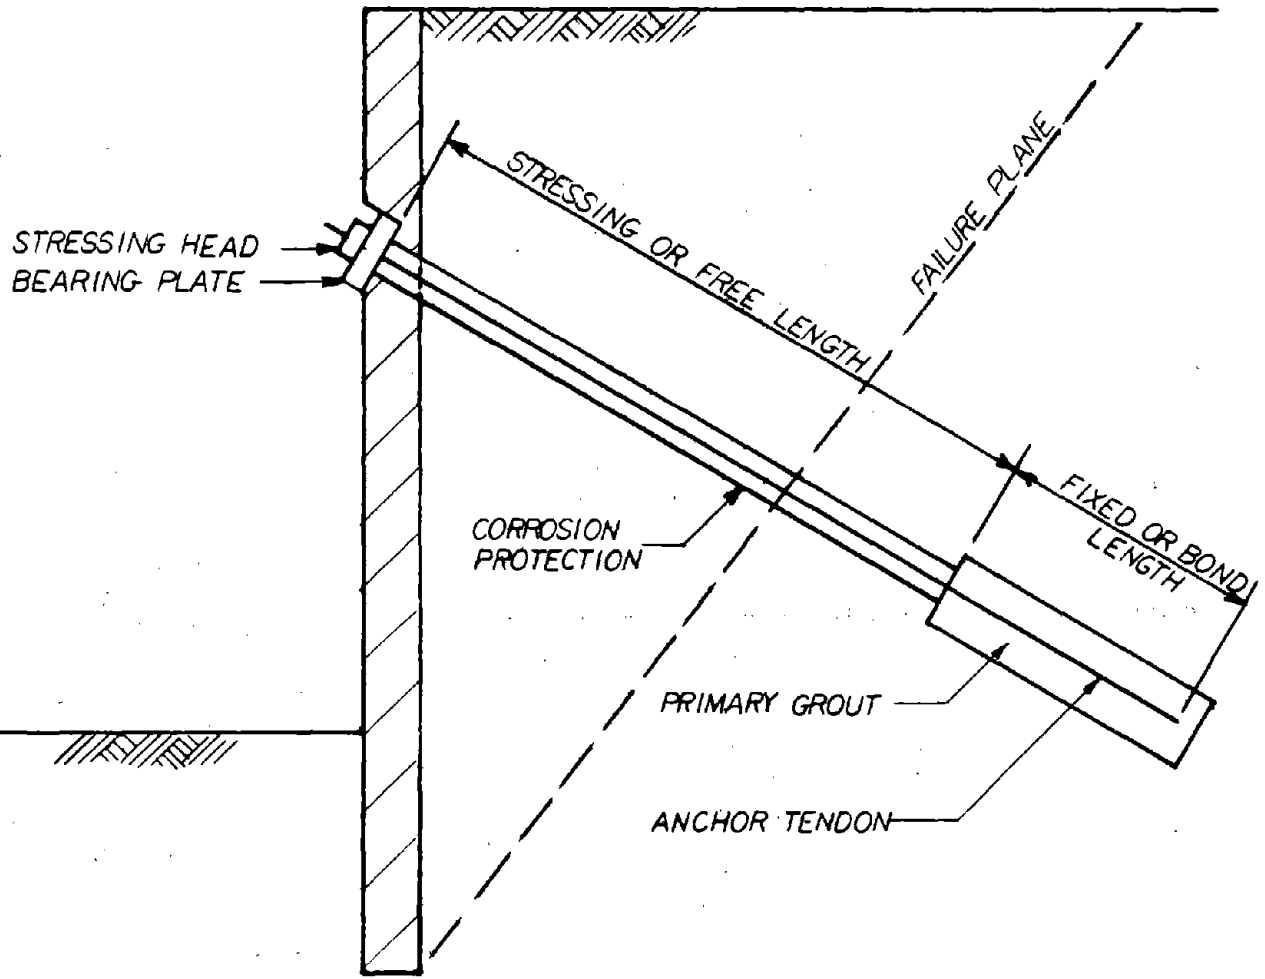 STRESSING OR FREE LENGTH
FAILURE PLANE
STRESSING HEAD
BEARING PLATE
FIXED OR BOND
LENGTH
CORROSION
PROTECTION
PRIMARY GROUT
ANCHOR TENDON